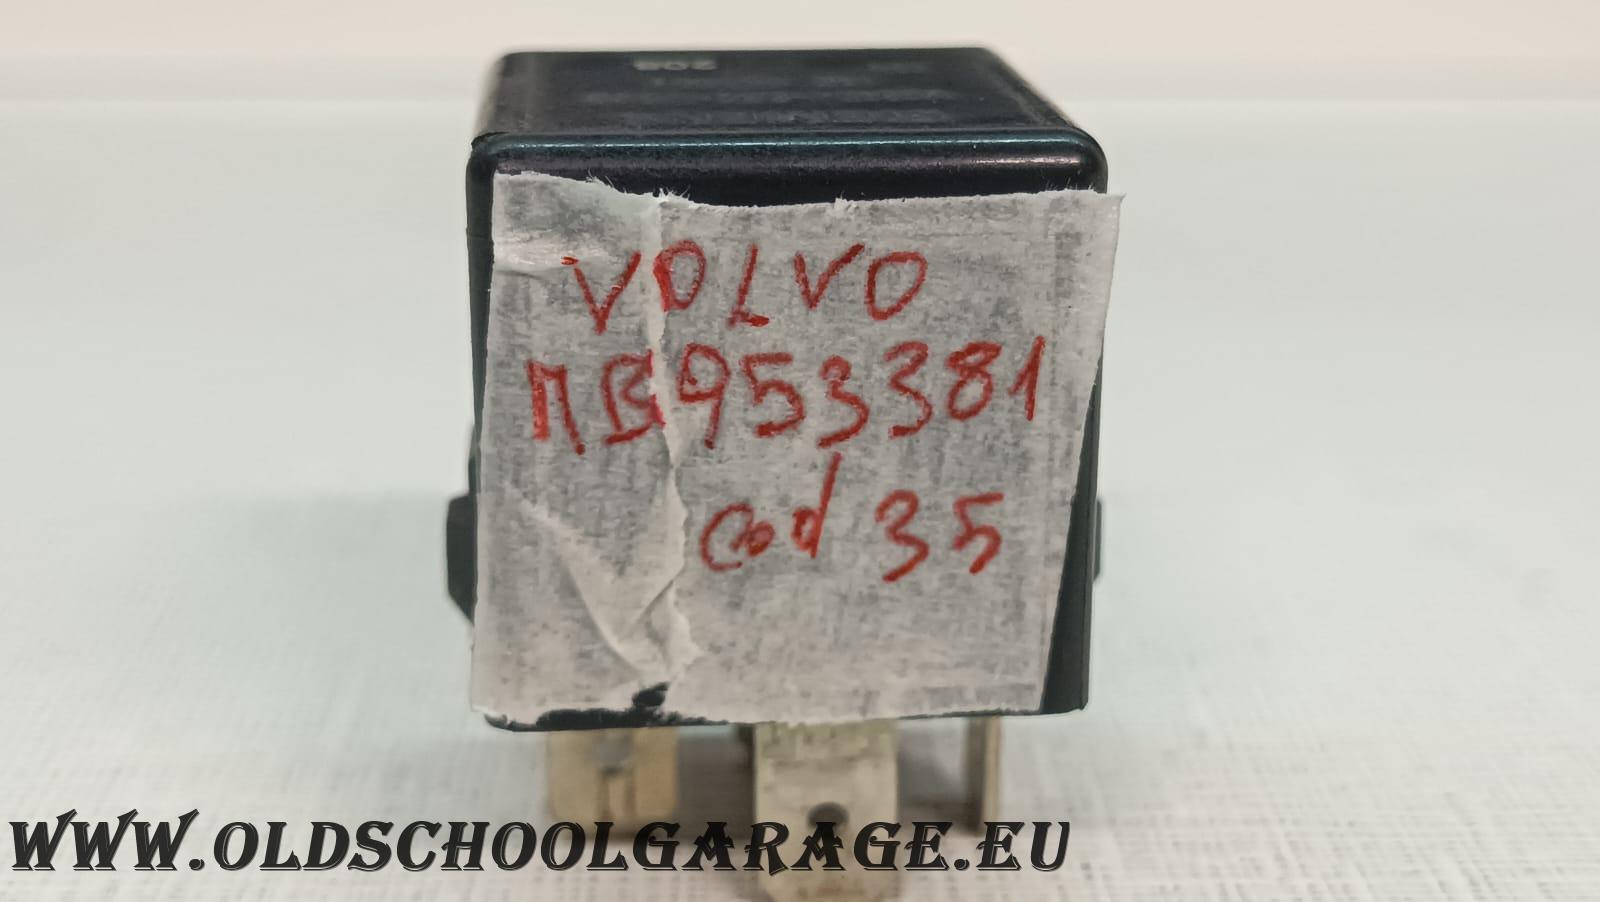 VOLVO
MB953381
cod 35
WWW.OLDSCHOOLGARAGE.EU